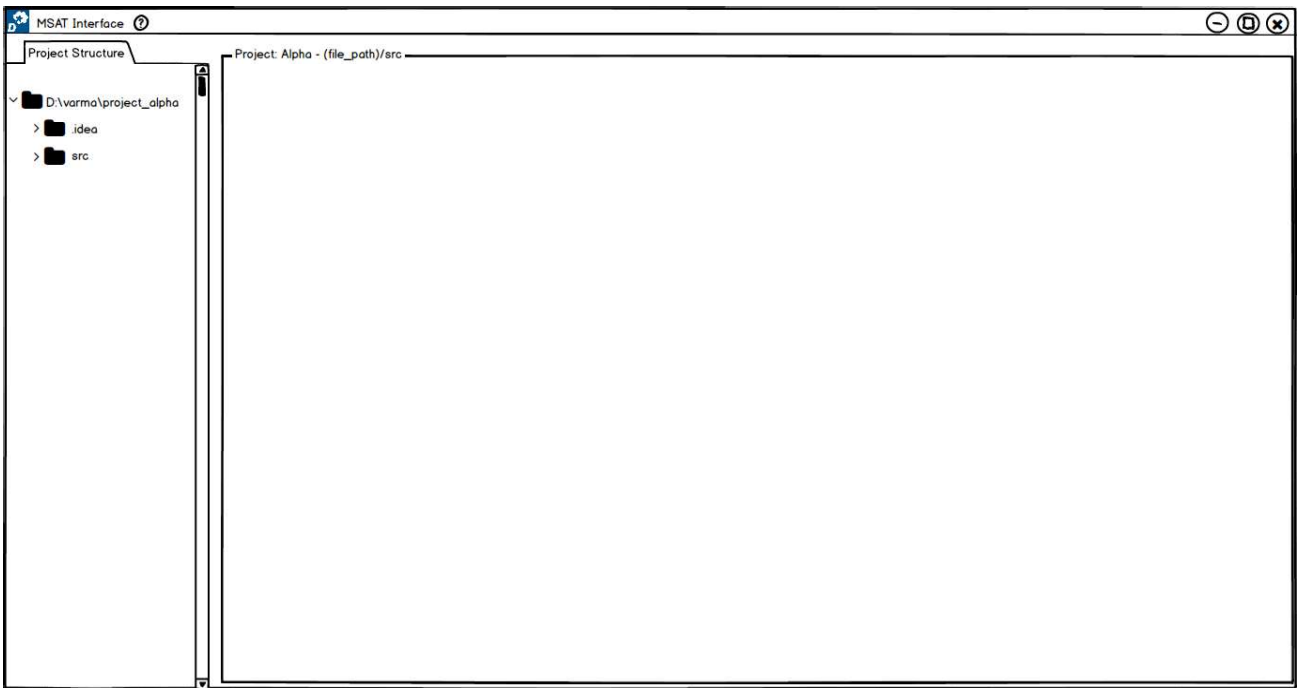 MSAT Interface ?
Project Structure
Project: Alpha - (file_path)/src
D:\varma\project_alpha
.idea
src